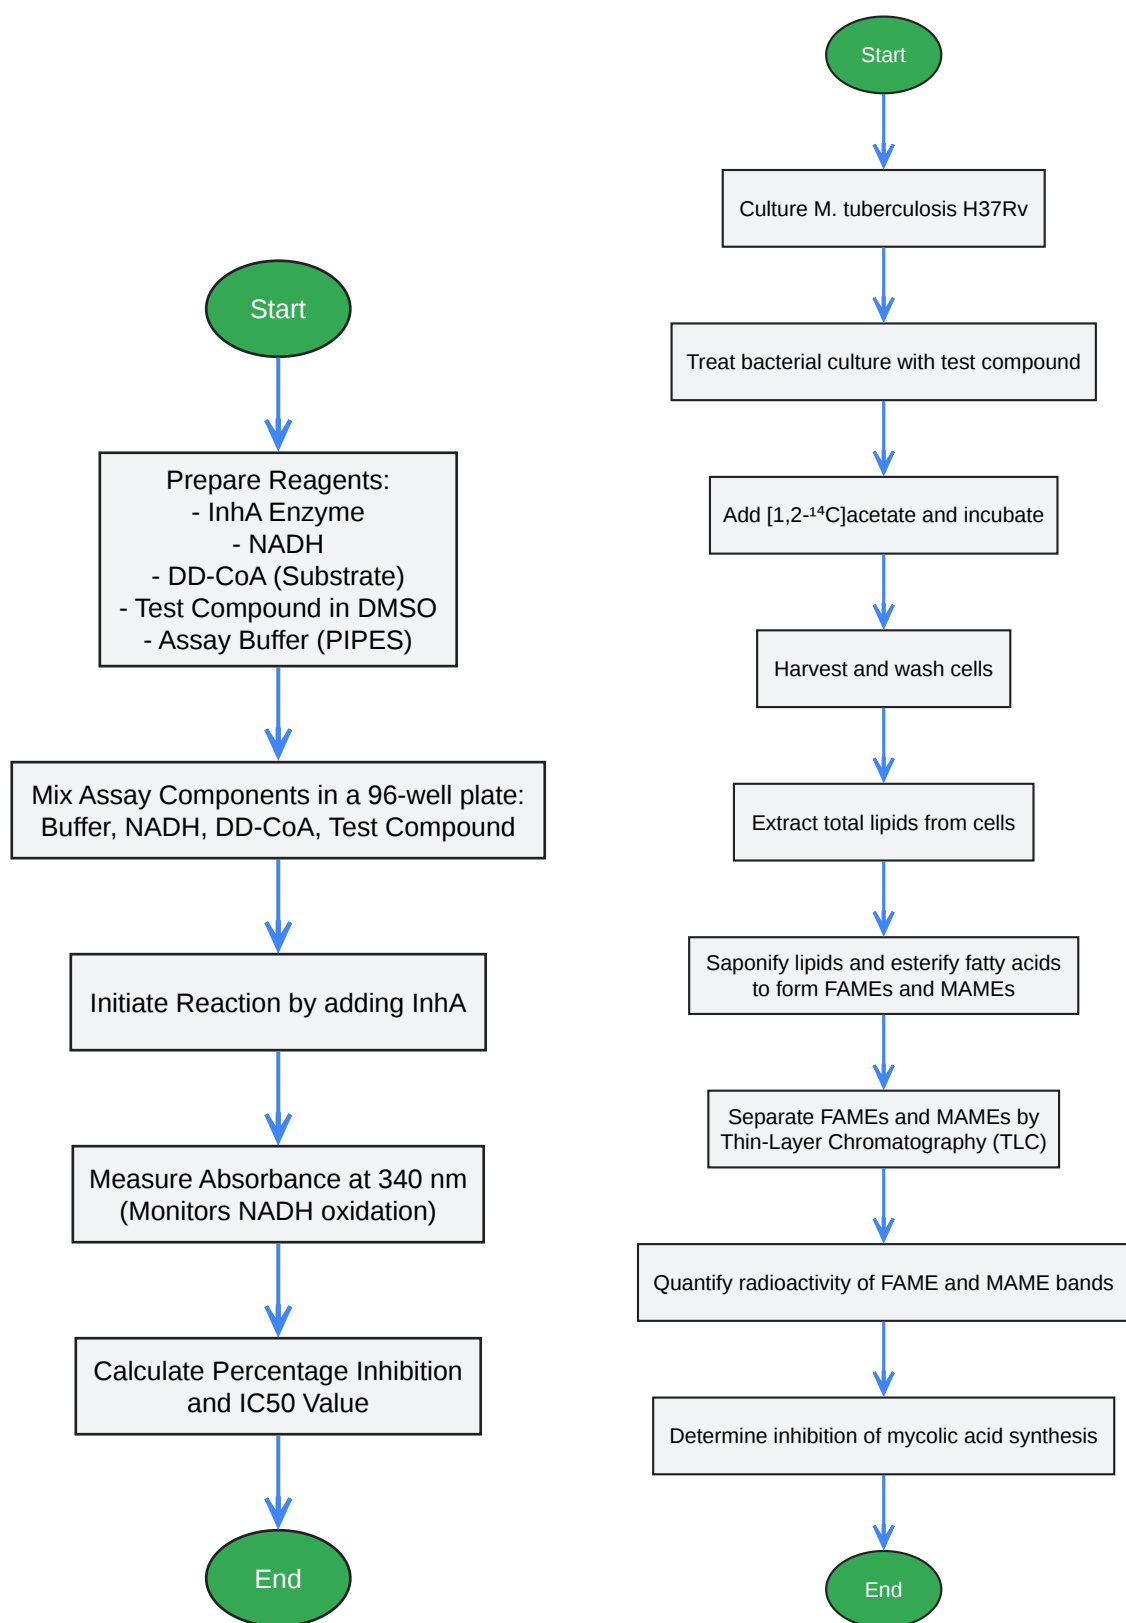 Start
Prepare Reagents:
- InhA Enzyme
- NADH
- DD-CoA (Substrate)
- Test Compound in DMSO
- Assay Buffer (PIPES)
Mix Assay Components in a 96-well plate:
Buffer, NADH, DD-CoA, Test Compound
Initiate Reaction by adding InhA
Measure Absorbance at 340 nm
(Monitors NADH oxidation)
Calculate Percentage Inhibition
and IC50 Value
End
Start
Culture M. tuberculosis H37Rv
Treat bacterial culture with test compound
Add [1,2-¹⁴C]acetate and incubate
Harvest and wash cells
Extract total lipids from cells
Saponify lipids and esterify fatty acids
to form FAMEs and MAMEs
Separate FAMEs and MAMEs by
Thin-Layer Chromatography (TLC)
Quantify radioactivity of FAME and MAME bands
Determine inhibition of mycolic acid synthesis
End